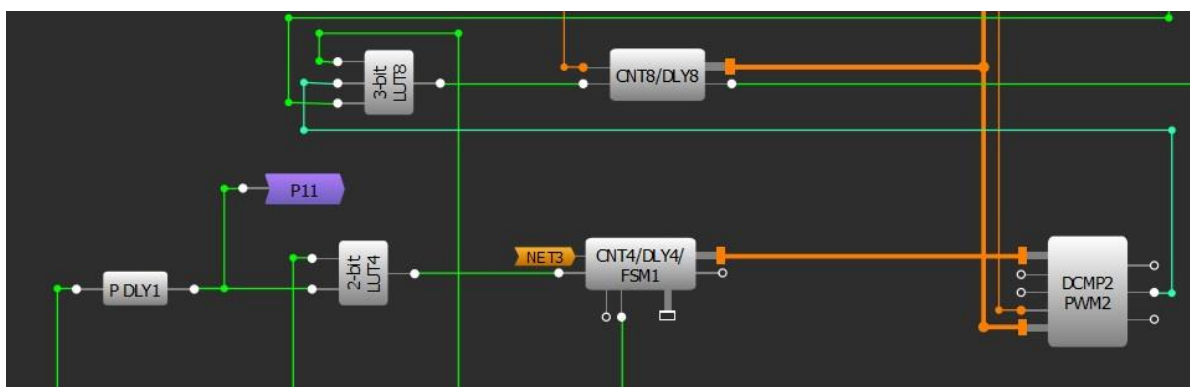 3-bit
LUT8
CNT8/DLY8
P11
2-bit
LUT4
NET3
CNT4/DLY4/
FSM1
P DLY1
DCMP2
PWM2